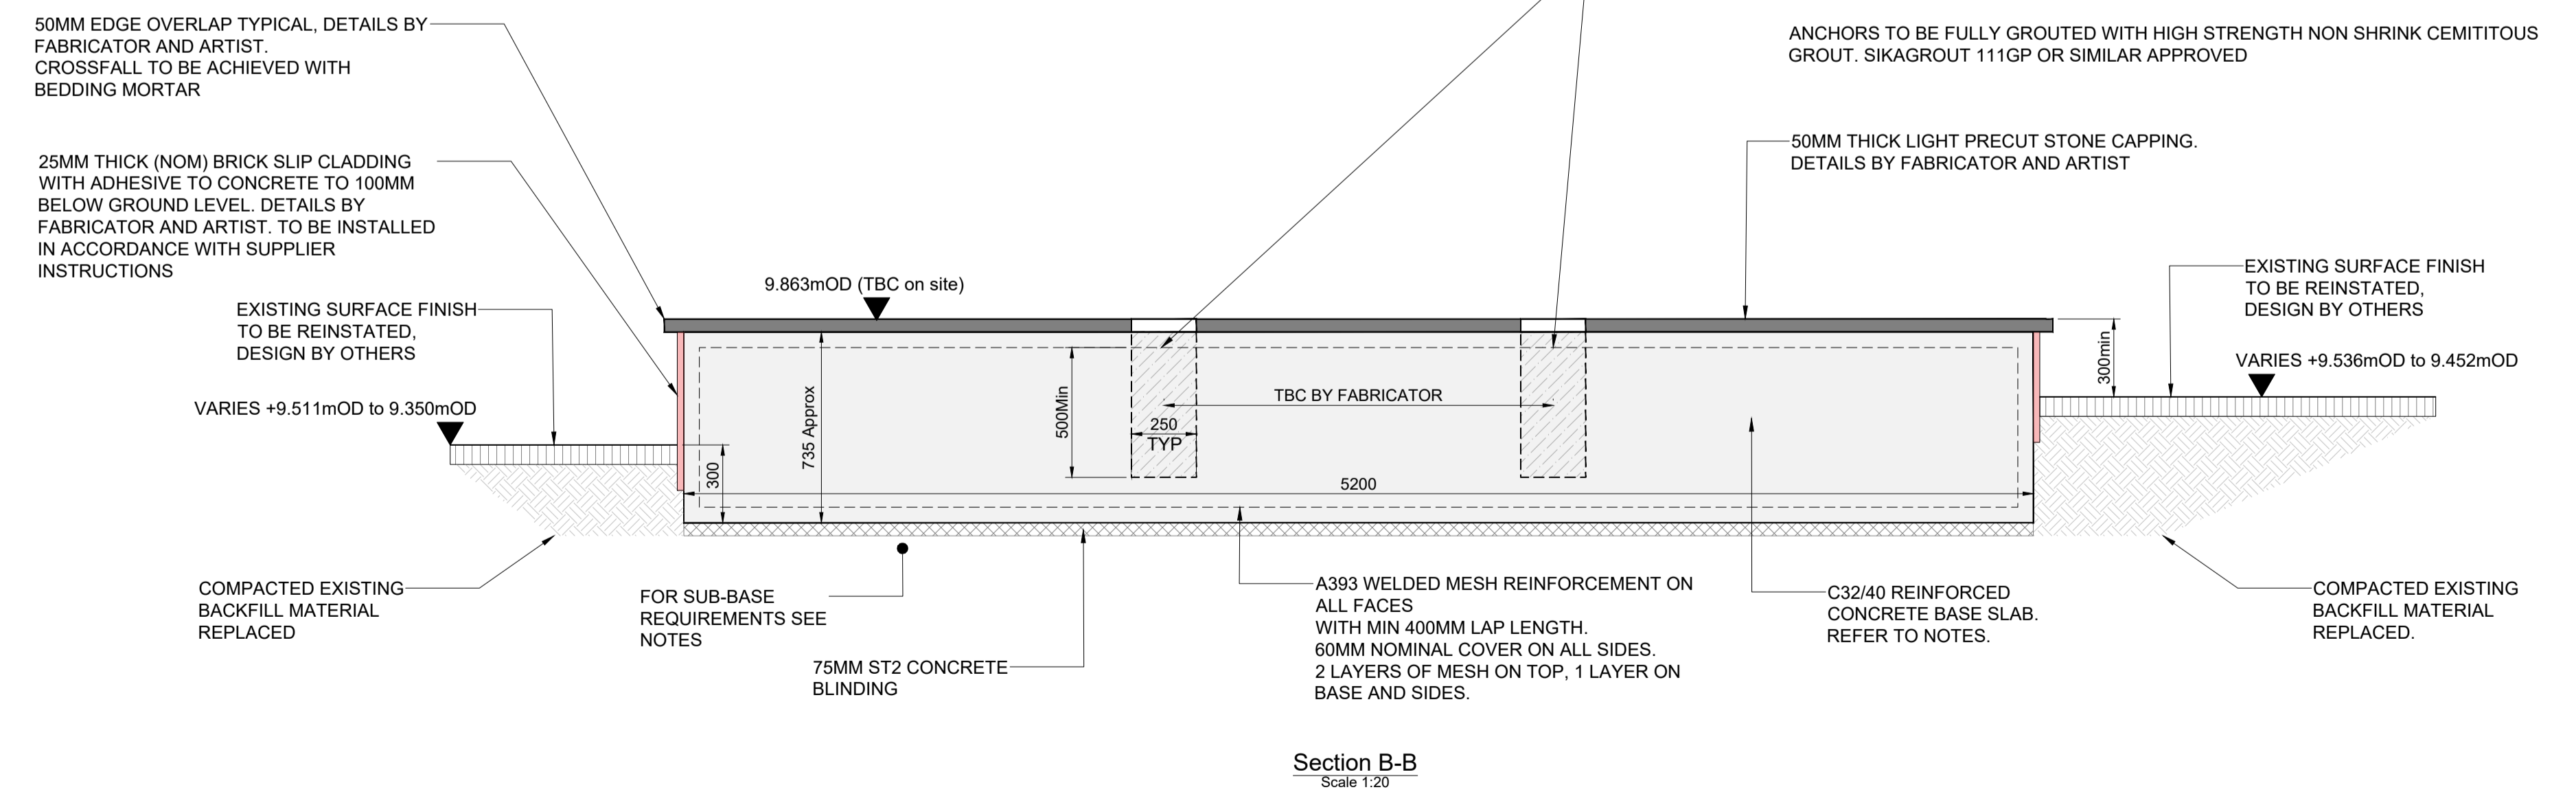 50MM EDGE OVERLAP TYPICAL, DETAILS BY
FABRICATOR AND ARTIST.
CROSSFALL TO BE ACHIEVED WITH
BEDDING MORTAR
ANCHORS TO BE FULLY GROUTED WITH HIGH STRENGTH NON SHRINK CEMITITOUS
GROUT. SIKAGROUT 111GP OR SIMILAR APPROVED
25MM THICK (NOM) BRICK SLIP CLADDING
WITH ADHESIVE TO CONCRETE TO 100MM
BELOW GROUND LEVEL. DETAILS BY
FABRICATOR AND ARTIST. TO BE INSTALLED
IN ACCORDANCE WITH SUPPLIER
INSTRUCTIONS
50MM THICK LIGHT PRECUT STONE CAPPING.
DETAILS BY FABRICATOR AND ARTIST
9.863mOD (TBC on site)
EXISTING SURFACE FINISH
TO BE REINSTATED,
DESIGN BY OTHERS
EXISTING SURFACE FINISH
TO BE REINSTATED,
DESIGN BY OTHERS
VARIES +9.511mOD to 9.350mOD
VARIES +9.536mOD to 9.452mOD
300min
735 Approx
500Min
TBC BY FABRICATOR
250
TYP
300
5200
COMPACTED EXISTING
BACKFILL MATERIAL
REPLACED
FOR SUB-BASE
REQUIREMENTS SEE
NOTES
75MM ST2 CONCRETE
BLINDING
A393 WELDED MESH REINFORCEMENT ON
ALL FACES
WITH MIN 400MM LAP LENGTH.
60MM NOMINAL COVER ON ALL SIDES.
2 LAYERS OF MESH ON TOP, 1 LAYER ON
BASE AND SIDES.
C32/40 REINFORCED
CONCRETE BASE SLAB.
REFER TO NOTES.
COMPACTED EXISTING
BACKFILL MATERIAL
REPLACED.
Section B-B
Scale 1:20